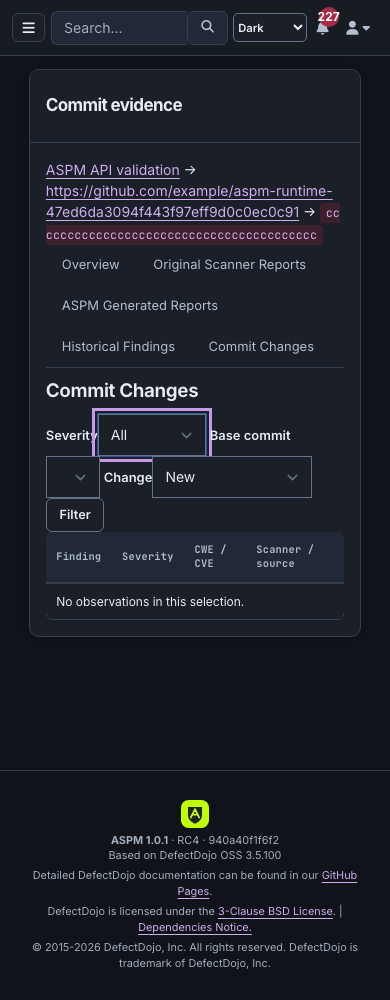 Search...
Dark
227
Commit evidence
ASPM API validation →
https://github.com/example/aspm-runtime-
47ed6da3094f443f97eff9d0c0ec0c91 → cc
cccccccccccccccccccccccccccccccccccccc
Overview Original Scanner Reports
ASPM Generated Reports
Historical Findings Commit Changes
Commit Changes
Severity All Base commit
Change New
Filter
Finding Severity CWE / CVE Scanner / source
No observations in this selection.
ASPM 1.0.1 · RC4 · 940a40f1f6f2
Based on DefectDojo OSS 3.5.100
Detailed DefectDojo documentation can be found in our GitHub
Pages.
DefectDojo is licensed under the 3-Clause BSD License. |
Dependencies Notice.
© 2015-2026 DefectDojo, Inc. All rights reserved. DefectDojo is
trademark of DefectDojo, Inc.